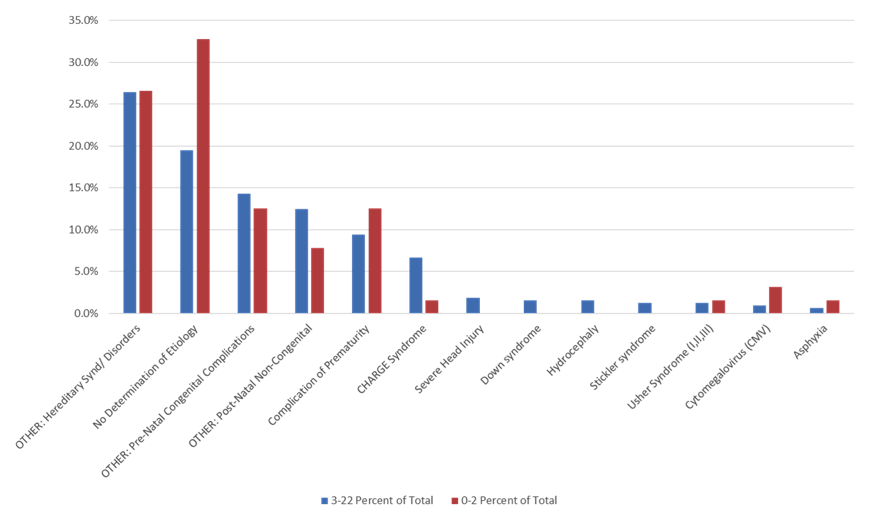 35.0%
30.0%
25.0%
20.0%
15.0%
10.0%
5.0%
0.0%
OTHER: Hereditary Synd/ Disorders
No Determination of Etiology
OTHER: Pre-Natal Congenital Complications
OTHER: Post-Natal Non-Congenital
Complication of Prematurity
CHARGE Syndrome
Severe Head Injury
Down syndrome
Hydrocephaly
Stickler syndrome
Usher Syndrome (I,II,III)
Cytomegalovirus (CMV)
Asphyxia
3-22 Percent of Total 0-2 Percent of Total